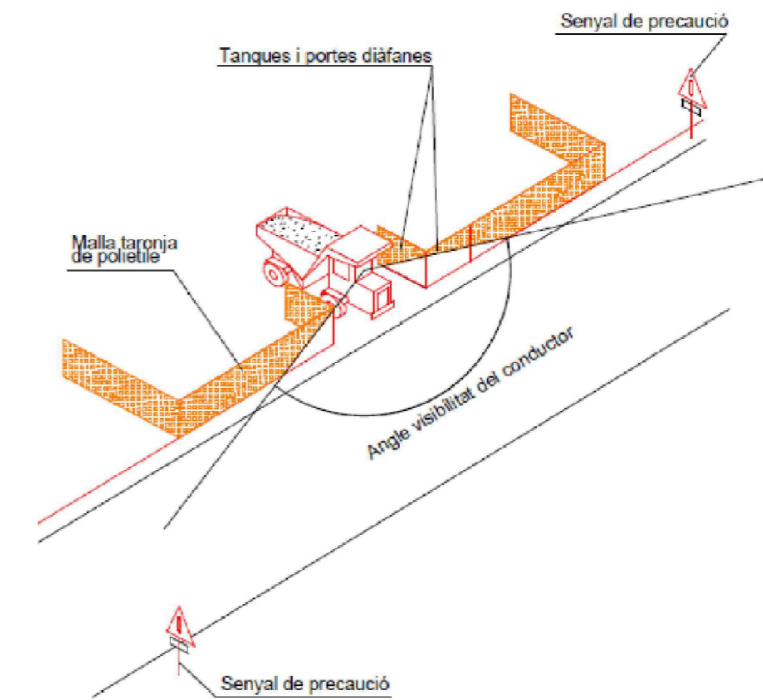 Senyal de precaució
Tanques i portes diàfanes
Malla taronja
de polietilè
Angle visibilitat del conductor
Senyal de precaució